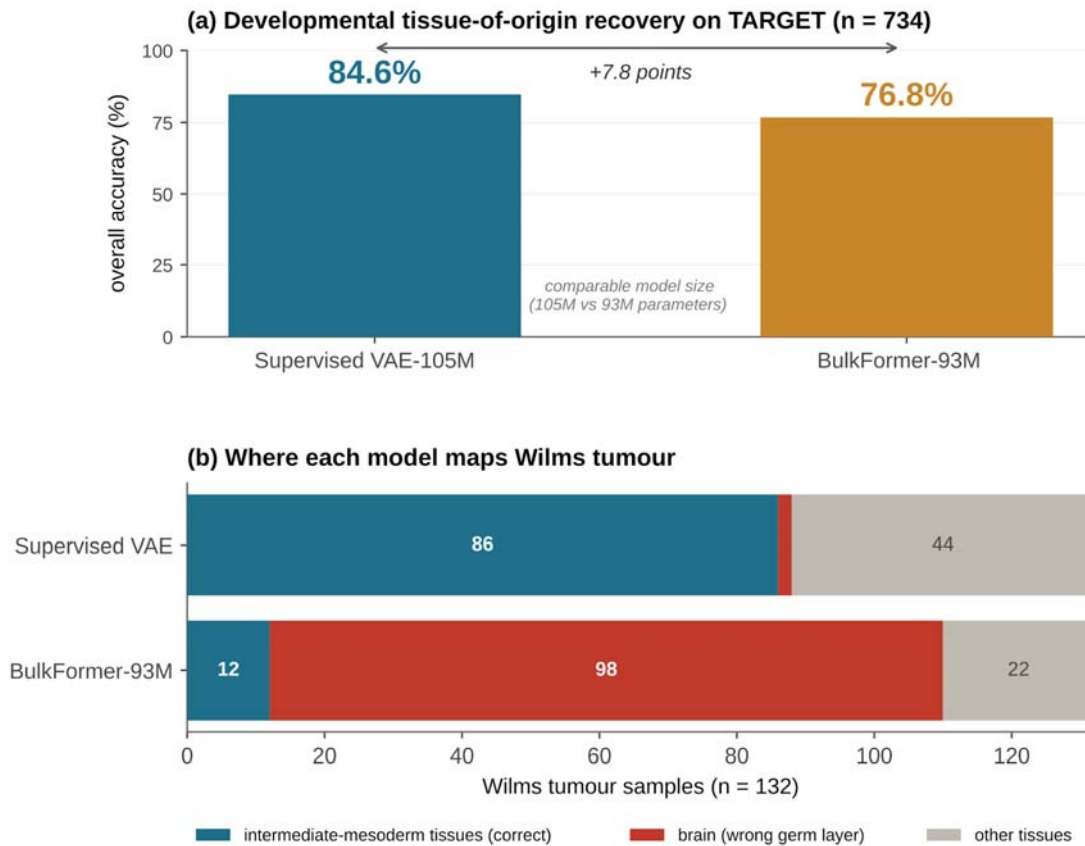 (a) Developmental tissue-of-origin recovery on TARGET (n = 734)
100
75
50
25
0
overall accuracy (%)
84.6%
+7.8 points
76.8%
comparable model size
(105M vs 93M parameters)
Supervised VAE-105M
BulkFormer-93M
(b) Where each model maps Wilms tumour
Supervised VAE
86
44
BulkFormer-93M
12
98
22
0
20
40
60
80
100
120
Wilms tumour samples (n = 132)
intermediate-mesoderm tissues (correct)
brain (wrong germ layer)
other tissues